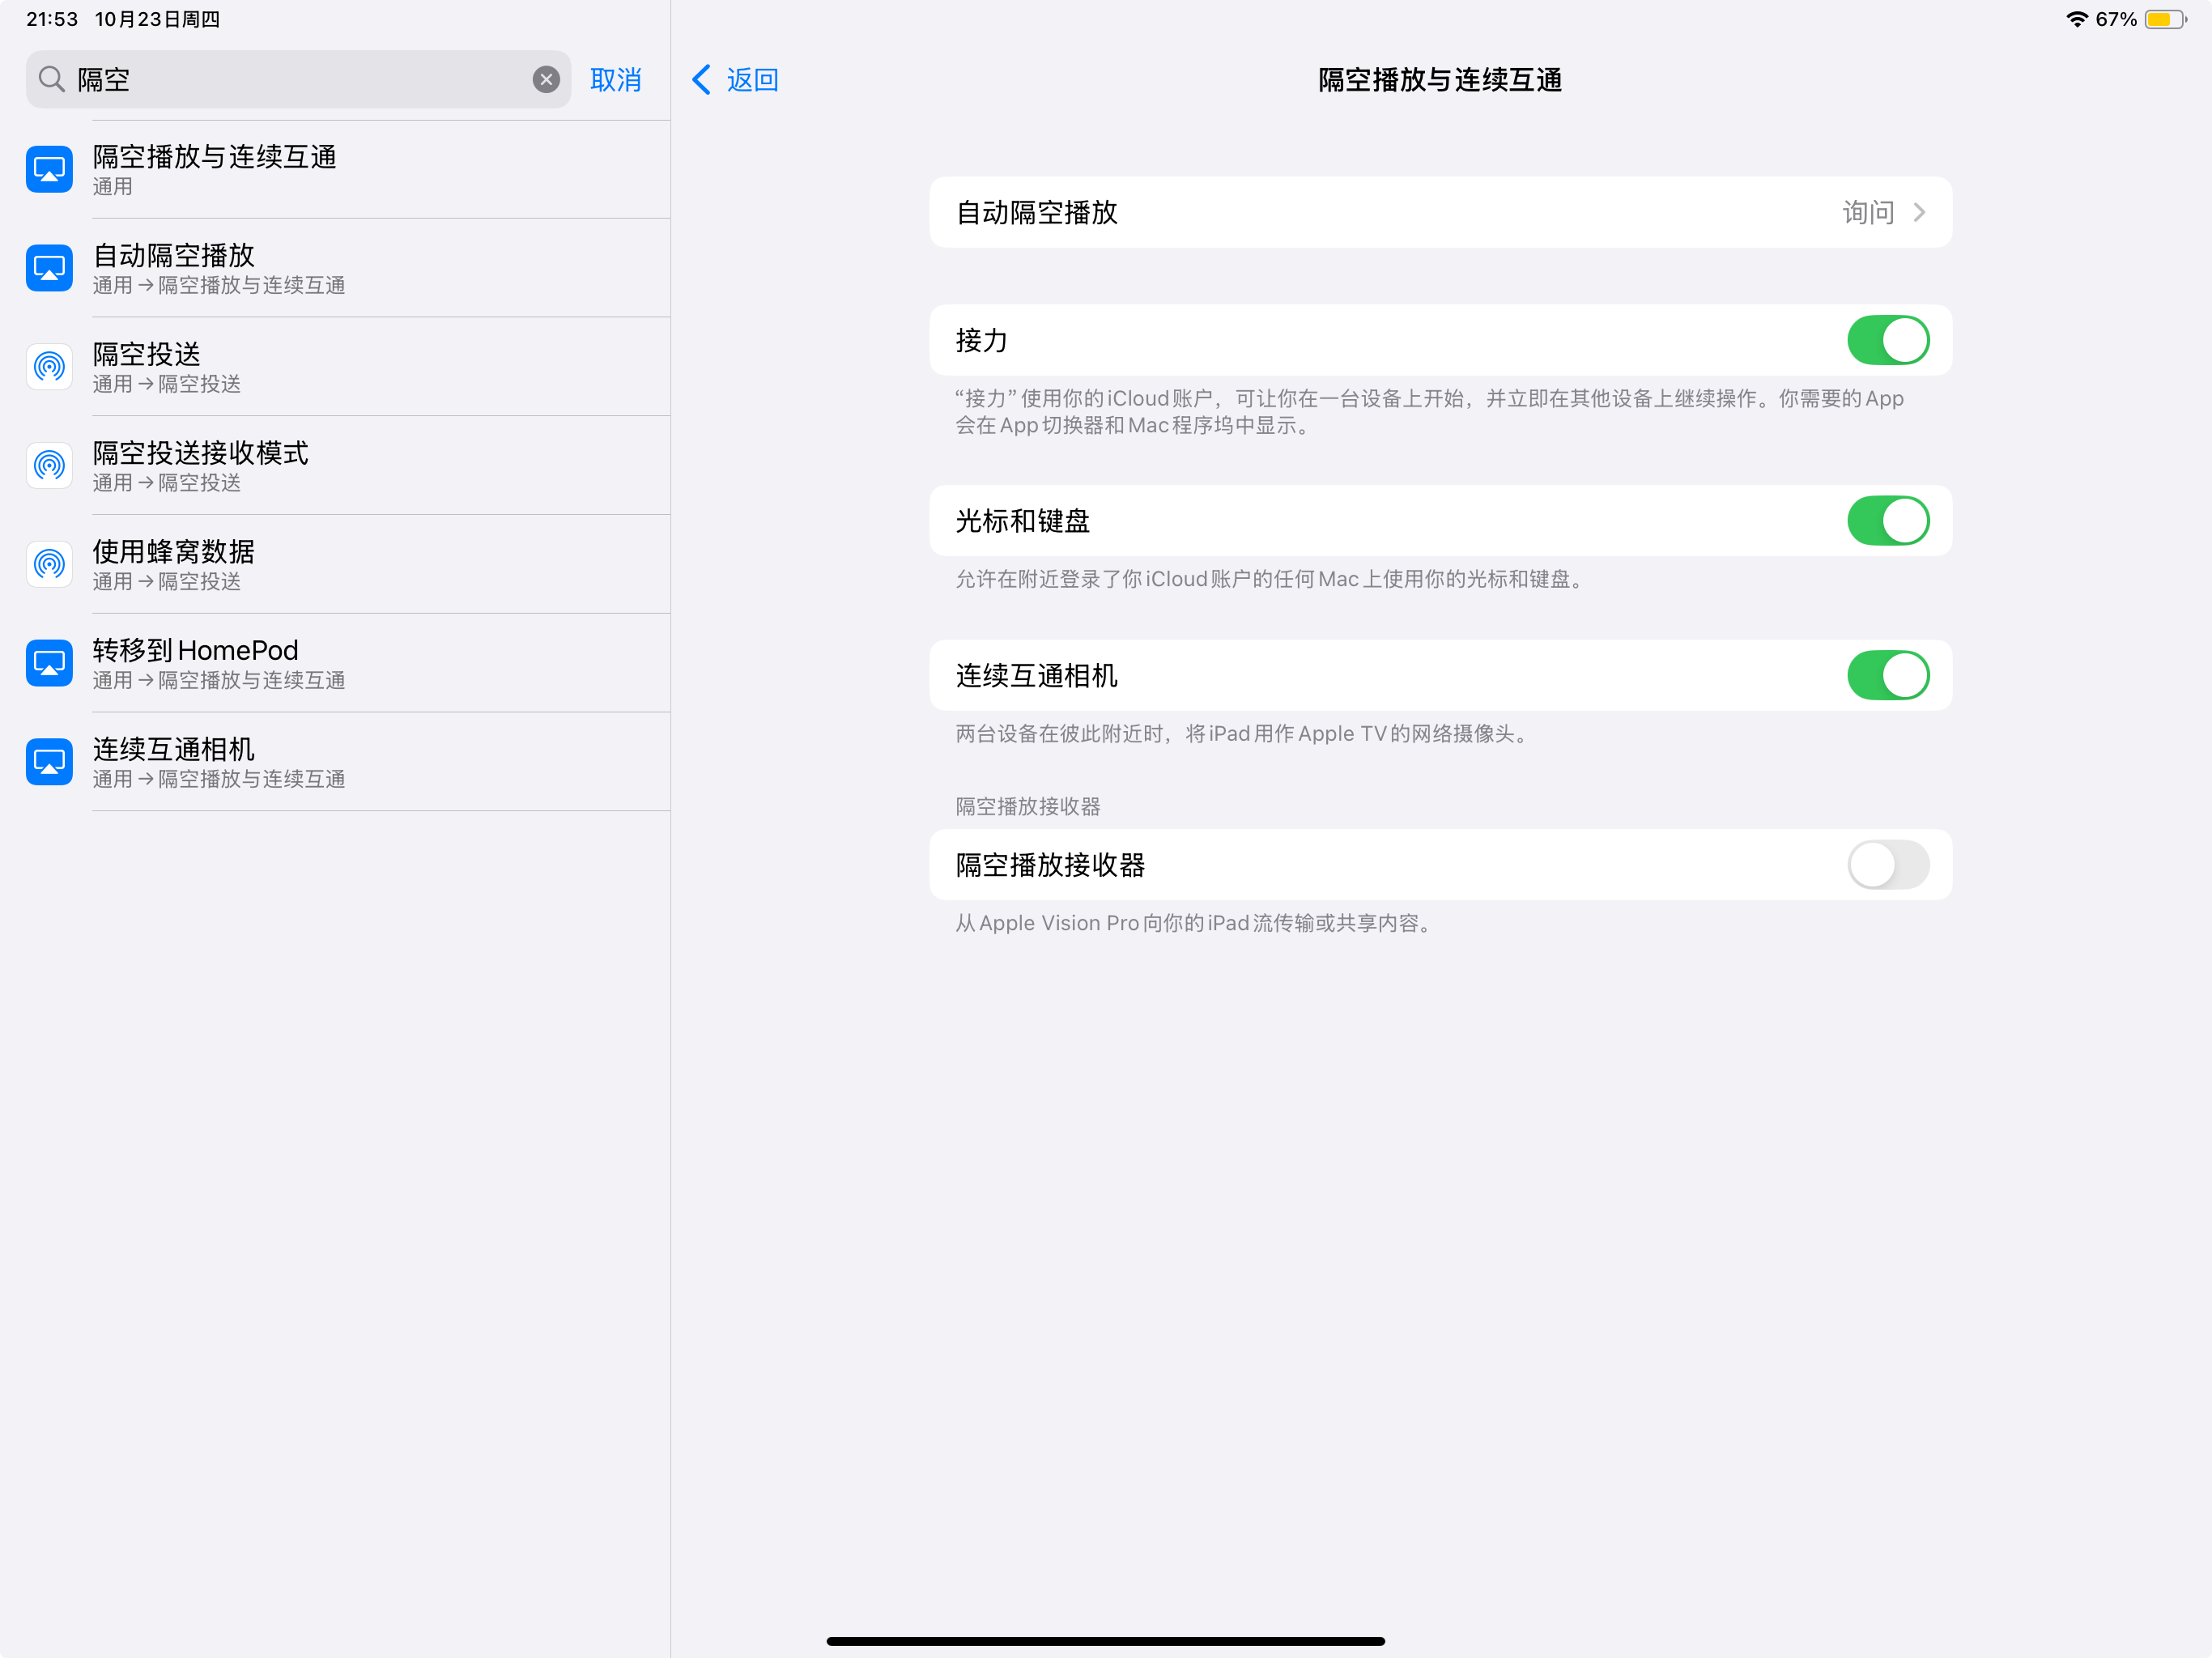 21:53 10月23日周四
67%
隔空
取消
隔空播放与连续互通
通用
自动隔空播放
通用→隔空播放与连续互通
隔空投送
通用→隔空投送
隔空投送接收模式
通用→隔空投送
使用蜂窝数据
通用→隔空投送
转移到HomePod
通用→隔空播放与连续互通
连续互通相机
通用→隔空播放与连续互通
返回
隔空播放与连续互通
自动隔空播放 询问
接力
“接力”使用你的iCloud账户，可让你在一台设备上开始，并立即在其他设备上继续操作。你需要的App
会在App切换器和Mac程序坞中显示。
光标和键盘
允许在附近登录了你iCloud账户的任何Mac上使用你的光标和键盘。
连续互通相机
两台设备在彼此附近时，将iPad用作Apple TV的网络摄像头。
隔空播放接收器
隔空播放接收器
从Apple Vision Pro向你的iPad流传输或共享内容。